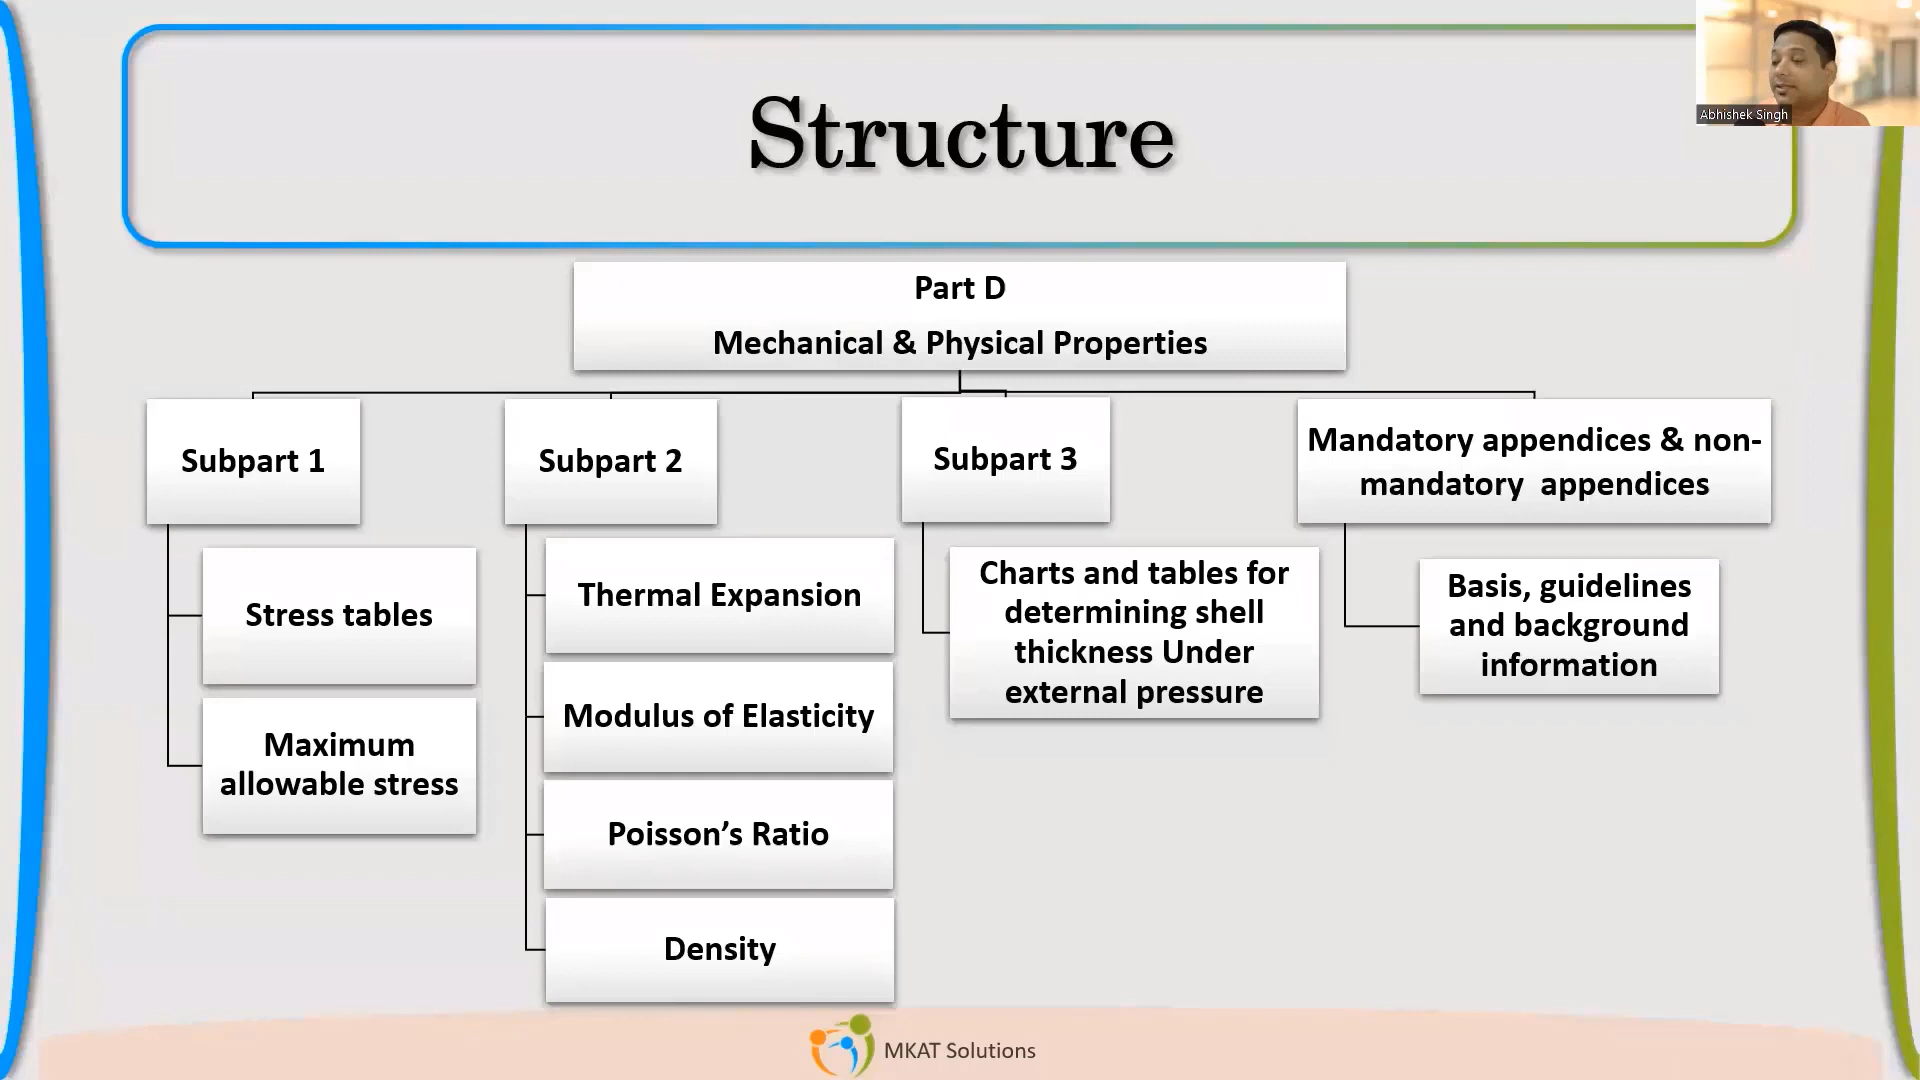 Structure
Abhishek Singh
Part D
Mechanical & Physical Properties
Subpart 1
Stress tables
Maximum
allowable stress
Subpart 2
Thermal Expansion
Modulus of Elasticity
Poisson’s Ratio
Density
Subpart 3
Charts and tables for
determining shell
thickness Under
external pressure
Mandatory appendices & non-
mandatory appendices
Basis, guidelines
and background
information
MKAT Solutions